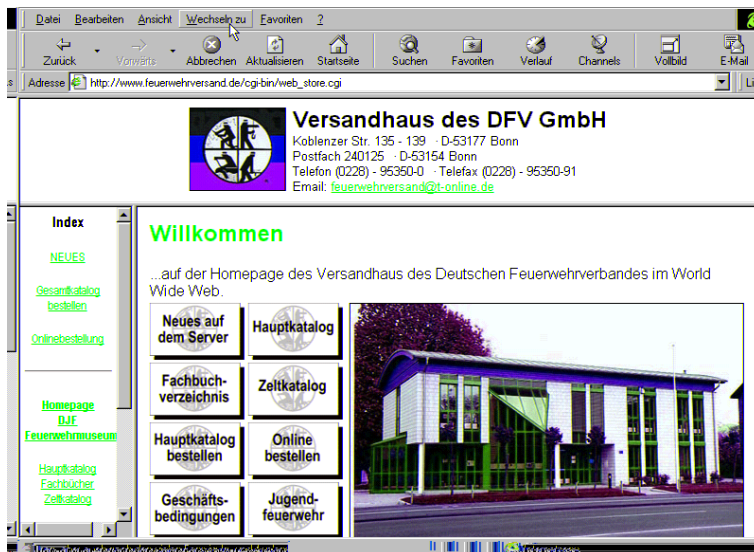 Datei Bearbeiten Ansicht Wechseln zu Favoriten ?
Zurück Vorwärts Abbrechen Aktualisieren Startseite Suchen Favoriten Verlauf Channels Vollbild E-Mail
Adresse http://www.feuerwehrversand.de/cgi-bin/web_store.cgi
Versandhaus des DFV GmbH
Koblenzer Str. 135 - 139 · D-53177 Bonn
Postfach 240125 · D-53154 Bonn
Telefon (0228) - 95350-0 · Telefax (0228) - 95350-91
Email: feuerwehrversand@t-online.de
Index
NEUES
Gesamtkatalog
bestellen
Onlinebestellung
Homepage
DJF
Feuerwehrmuseum
Hauptkatalog
Fachbücher
Zeltkatalog
Willkommen
...auf der Homepage des Versandhaus des Deutschen Feuerwehrverbandes im World
Wide Web.
Neues auf
dem Server
Hauptkatalog
Fachbuch-
verzeichnis
Zeltkatalog
Hauptkatalog
bestellen
Online
bestellen
Geschäfts-
bedingungen
Jugend-
feuerwehr